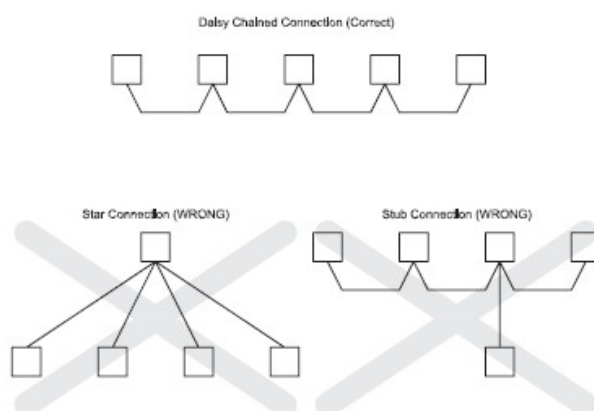 Daisy Chained Connection (Correct)
Star Connection (WRONG)
Stub Connection (WRONG)